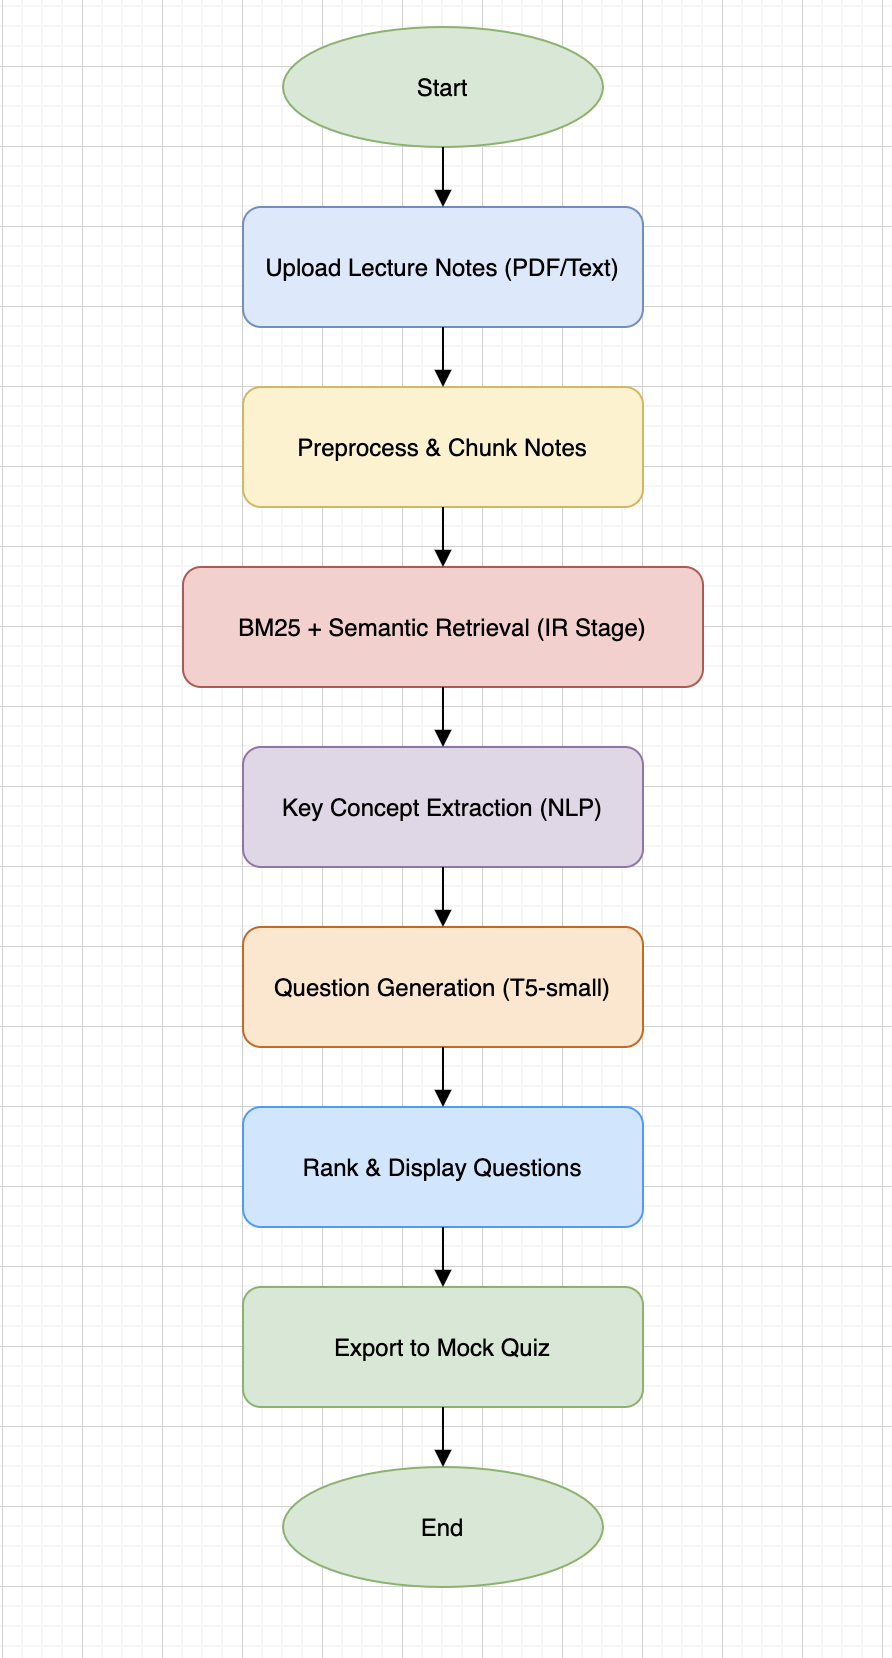 Start
Upload Lecture Notes (PDF/Text)
Preprocess & Chunk Notes
BM25 + Semantic Retrieval (IR Stage)
Key Concept Extraction (NLP)
Question Generation (T5-small)
Rank & Display Questions
Export to Mock Quiz
End